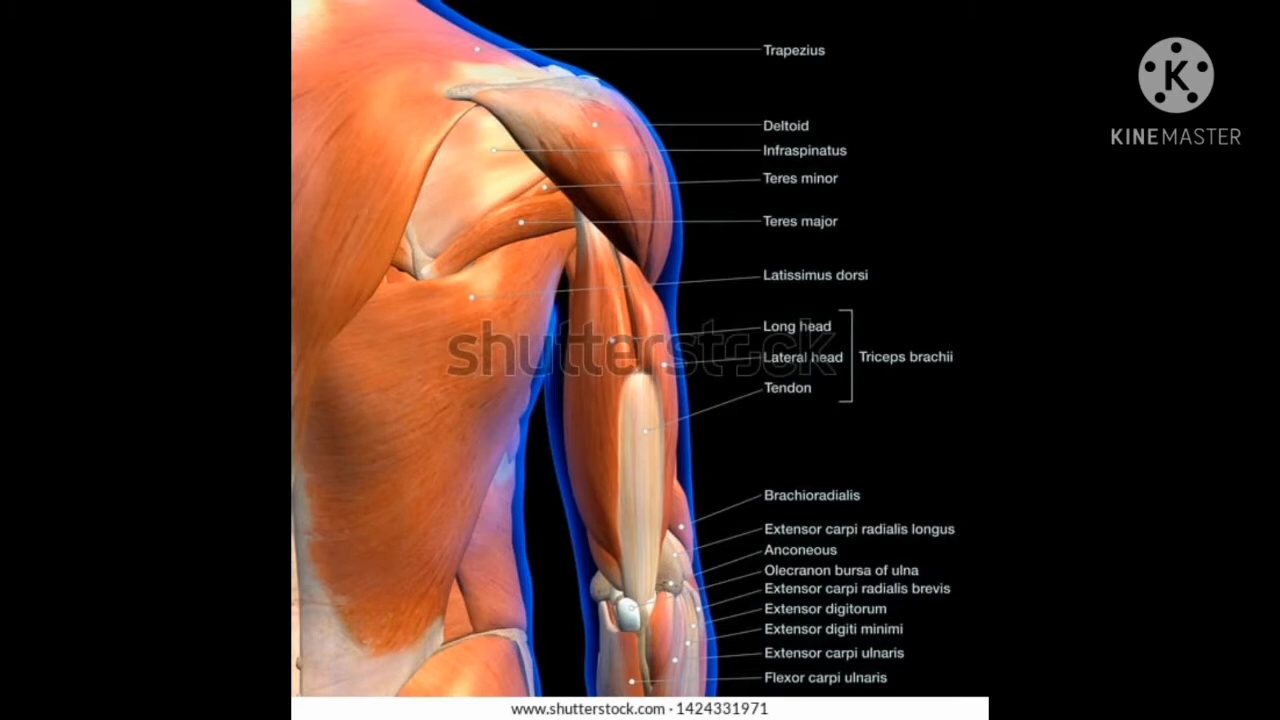 Trapezius
K
KINEMASTER
Deltoid
Infraspinatus
Teres minor
Teres major
Latissimus dorsi
Long head
shutterstock
Lateral head
Triceps brachii
Tendon
Brachioradialis
Extensor carpi radialis longus
Anconeous
Olecranon bursa of ulna
Extensor carpi radialis brevis
Extensor digitorum
Extensor digiti minimi
Extensor carpi ulnaris
Flexor carpi ulnaris
www.shutterstock.com · 1424331971